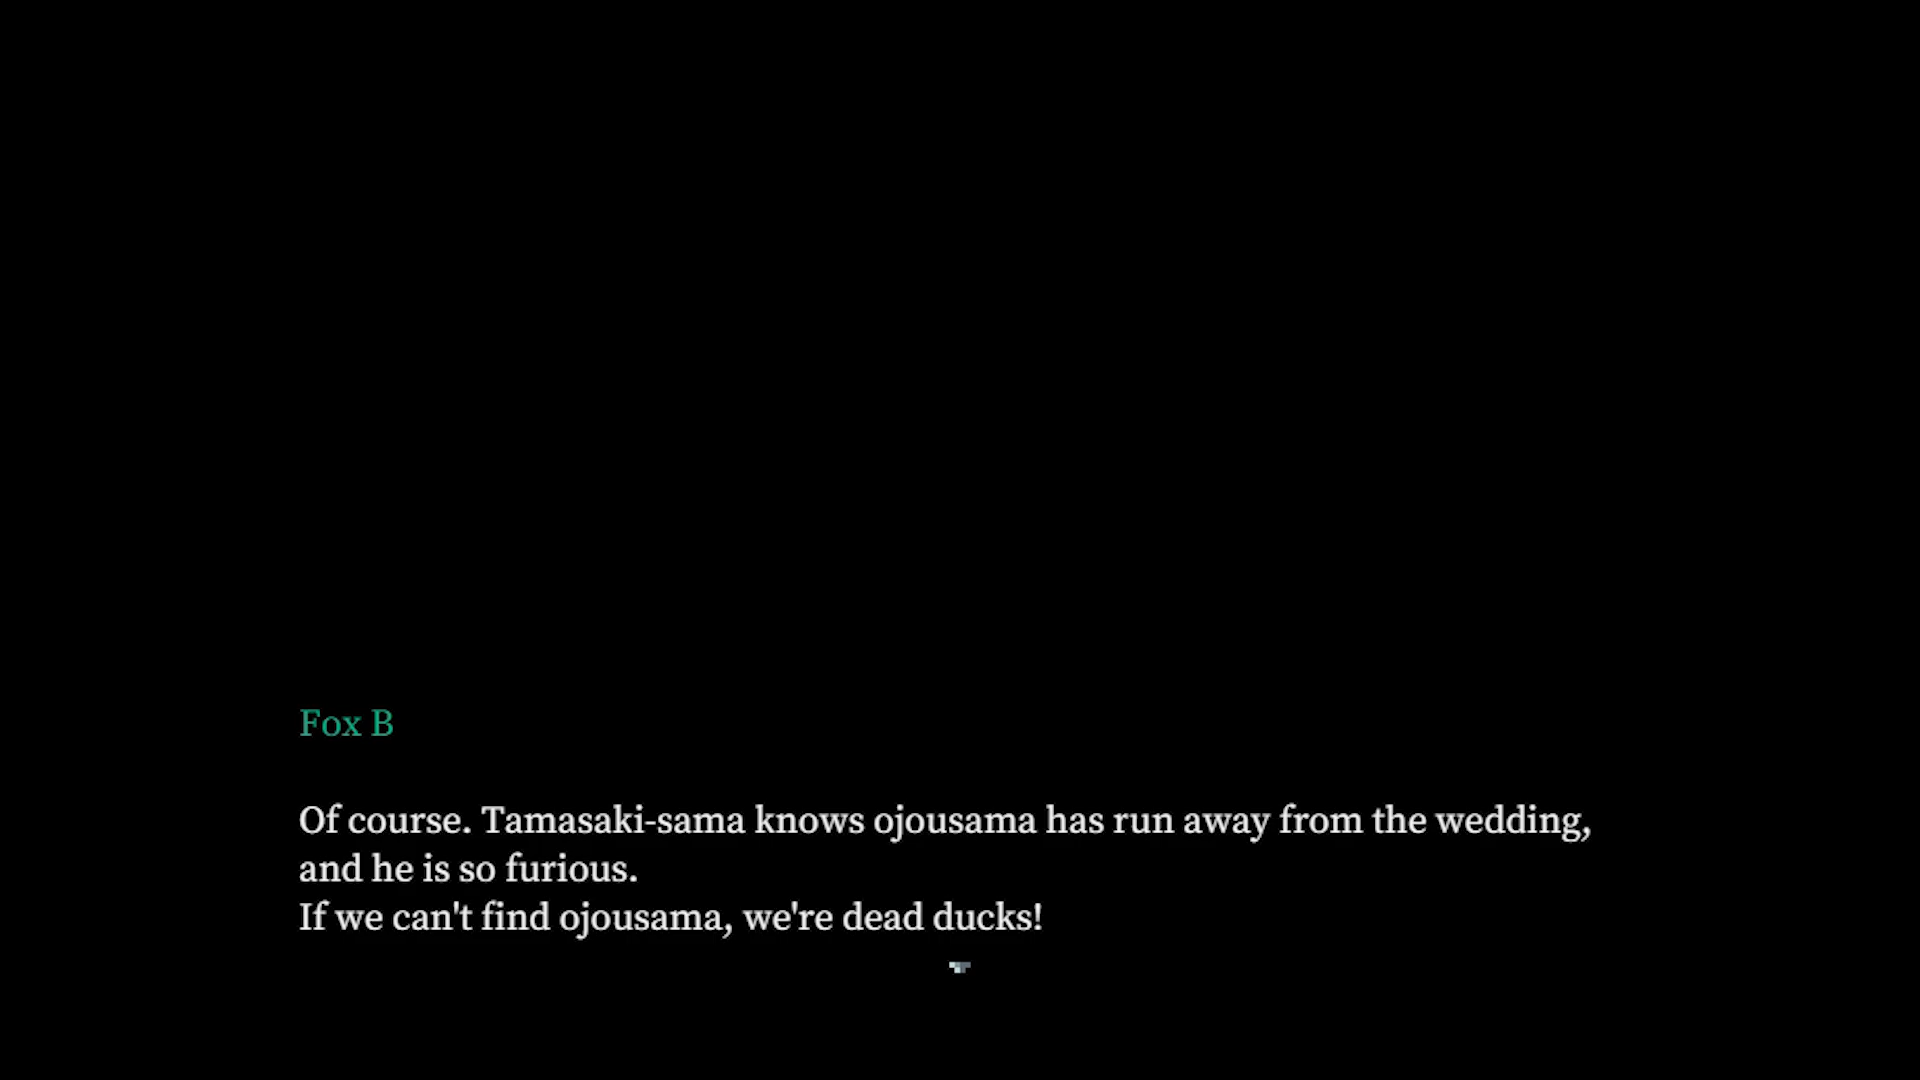 Fox B
Of course. Tamasaki-sama knows ojousama has run away from the wedding,
and he is so furious.
If we can't find ojousama, we're dead ducks!